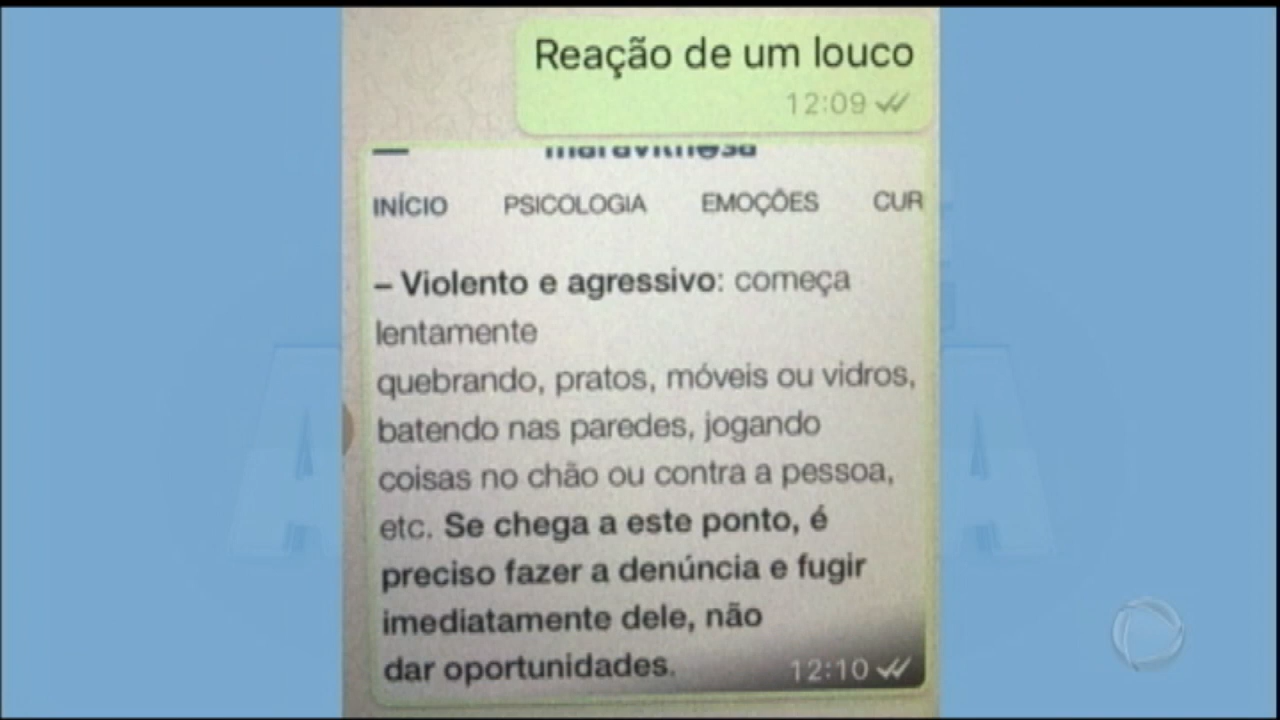 Reação de um louco
12:09
maravilhosa
INÍCIO PSICOLOGIA EMOÇÕES CUR
– Violento e agressivo: começa
lentamente
quebrando, pratos, móveis ou vidros,
batendo nas paredes, jogando
coisas no chão ou contra a pessoa,
etc. Se chega a este ponto, é
preciso fazer a denúncia e fugir
imediatamente dele, não
dar oportunidades.
12:10